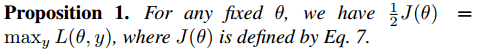 Proposition 1. For any fixed θ, we have ½J(θ) =
max_y L(θ, y), where J(θ) is defined by Eq. 7.